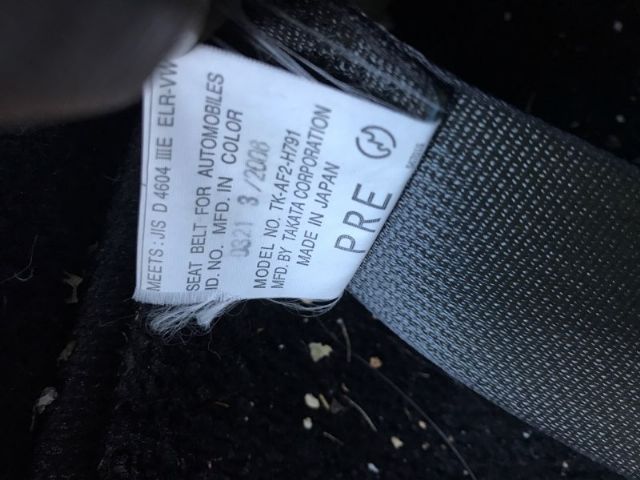 MEETS:JIS D 4604 ⅢE ELR-VW
SEAT BELT FOR AUTOMOBILES
ID. NO. MFD. IN COLOR
0321 3/2008
MODEL NO. TK-AF2-H791
MFD. BY TAKATA CORPORATION
MADE IN JAPAN
PRE